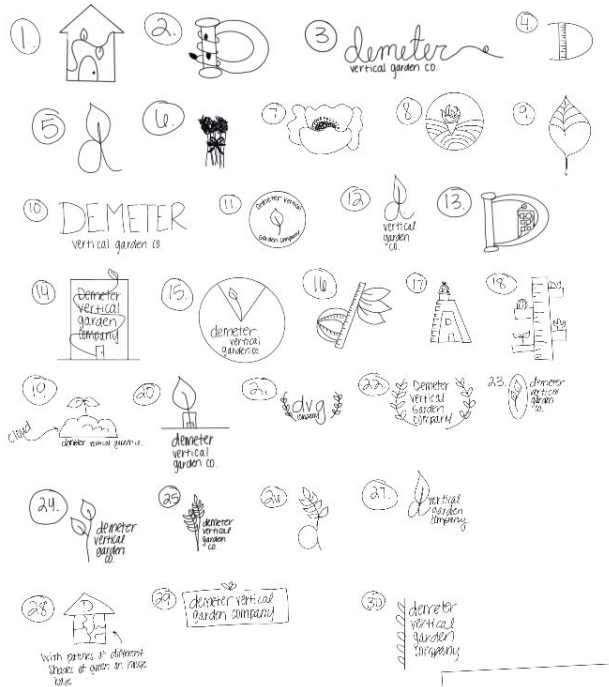 1.
2.
3
demeter
vertical garden co.
4.
5
6.
7
8
9.
10
DEMETER
vertical garden co
11
Demeter vertical
Garden company
12
d
vertical
garden
co.
13.
14
Demeter
vertical
garden
company
15.
demeter
vertical
garden co.
16
17
18
19
cloud
demeter vertical garden co.
20
demeter
vertical
garden co.
21.
dvg
company
22.
Demeter
vertical
Garden
company
23.
demeter
vertical
garden
co.
24.
demeter
vertical
garden
co.
25
demeter
vertical
garden
co.
26
27.
d vertical
garden
company
28
D
with patches of different
shades of green on house
29
demeter vertical
garden company
30
demeter
vertical
garden
company